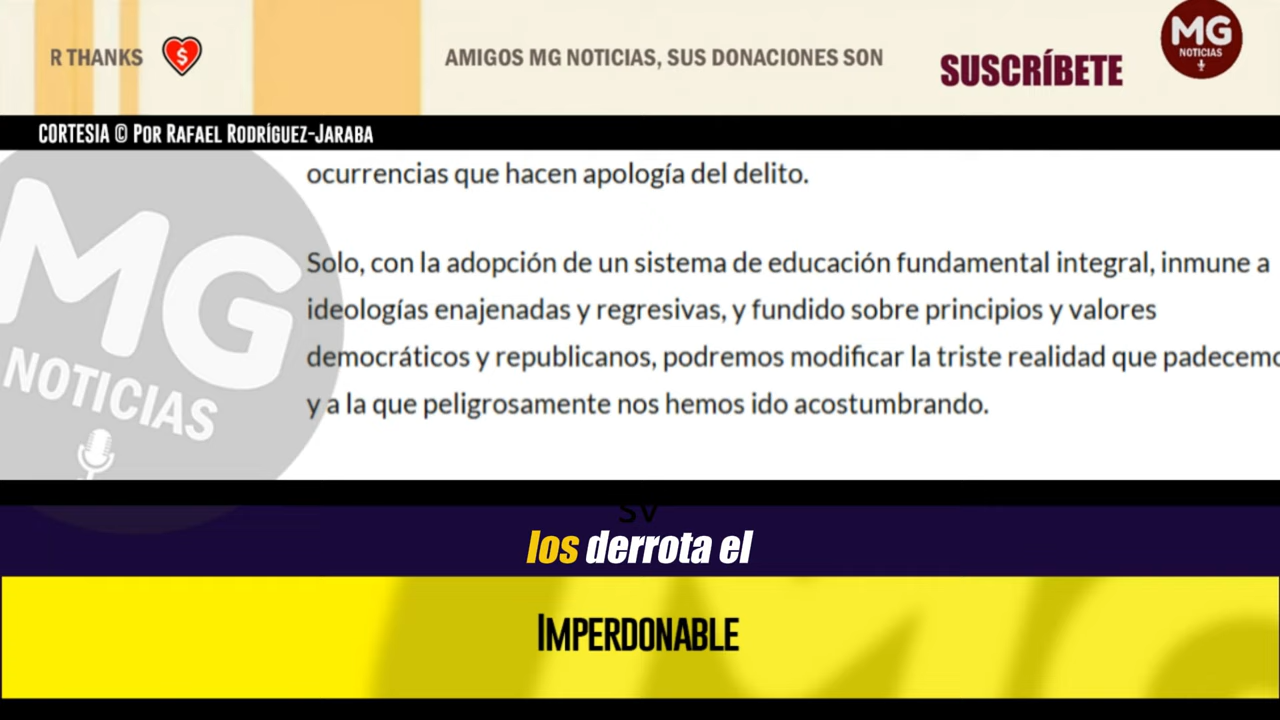 R THANKS
AMIGOS MG NOTICIAS, SUS DONACIONES SON
SUSCRÍBETE
MG
NOTICIAS
CORTESIA © POR RAFAEL RODRÍGUEZ-JARABA
ocurrencias que hacen apología del delito.
Solo, con la adopción de un sistema de educación fundamental integral, inmune a
ideologías enajenadas y regresivas, y fundido sobre principios y valores
democráticos y republicanos, podremos modificar la triste realidad que padecemo
y a la que peligrosamente nos hemos ido acostumbrando.
MG
NOTICIAS
los derrota el
IMPERDONABLE